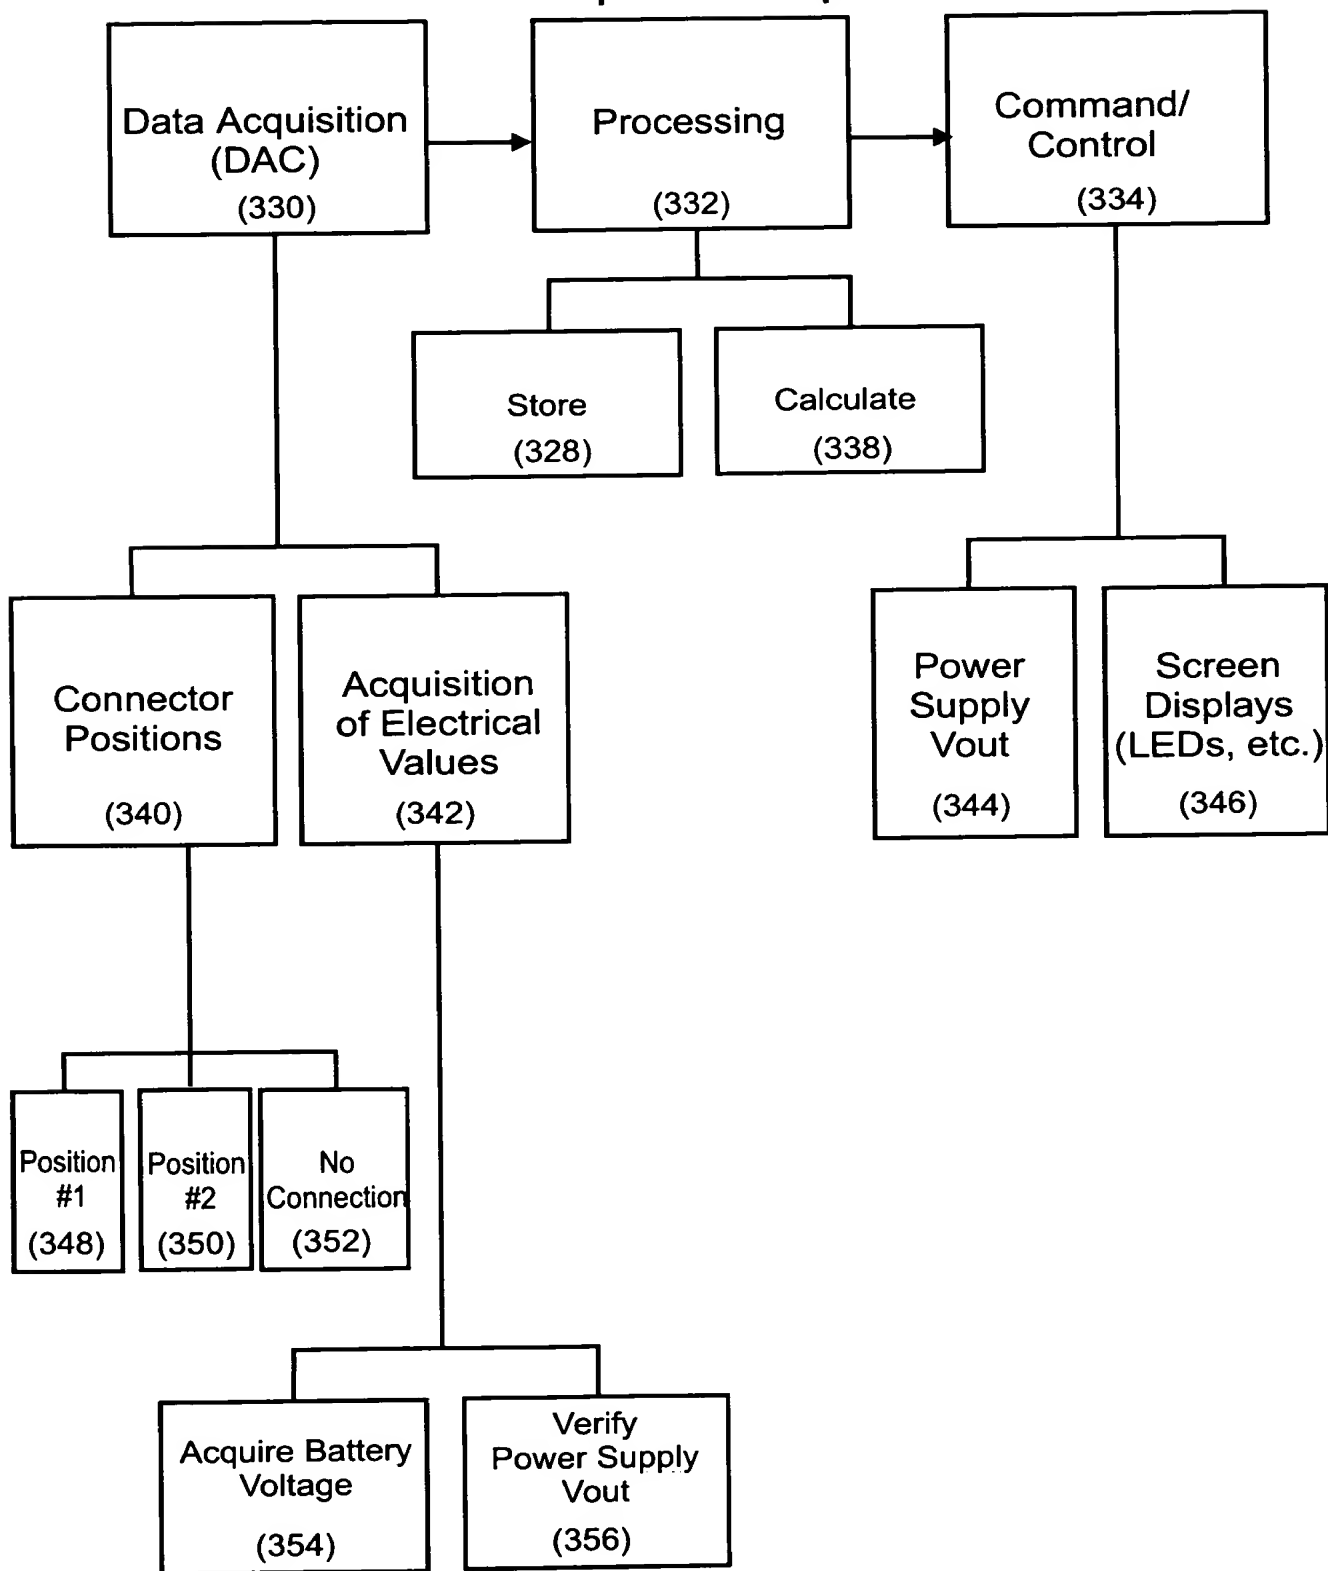 Data Acquisition
(DAC)
(330)
Processing
(332)
Command/
Control
(334)
Store
(328)
Calculate
(338)
Connector
Positions
(340)
Acquisition
of Electrical
Values
(342)
Power
Supply
Vout
(344)
Screen
Displays
(LEDs, etc.)
(346)
Position
#1
(348)
Position
#2
(350)
No
Connection
(352)
Acquire Battery
Voltage
(354)
Verify
Power Supply
Vout
(356)